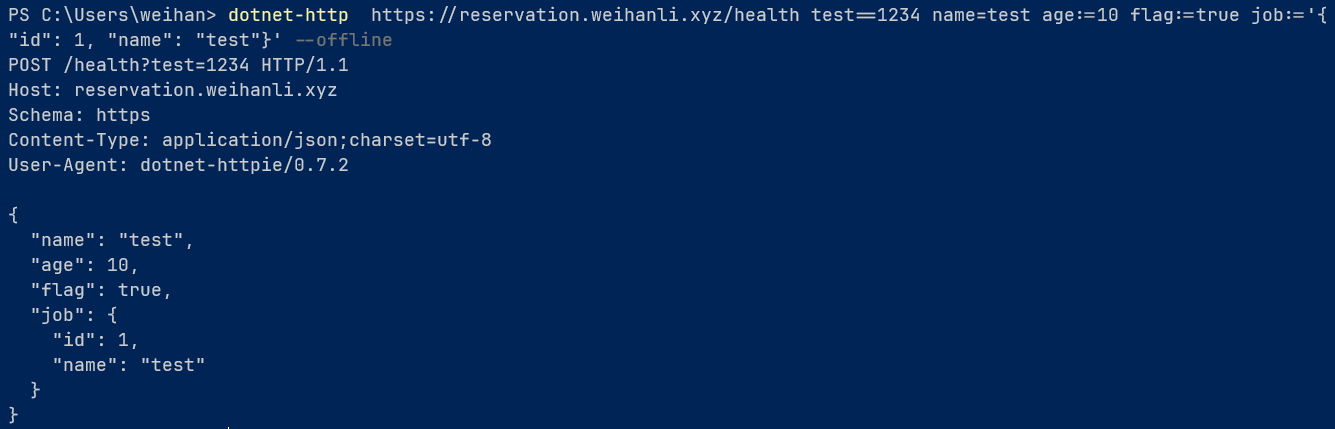 PS C:\Users\weihan> dotnet-http  https://reservation.weihanli.xyz/health test==1234 name=test age:=10 flag:=true job:='{
"id": 1, "name": "test"}' --offline
POST /health?test=1234 HTTP/1.1
Host: reservation.weihanli.xyz
Schema: https
Content-Type: application/json;charset=utf-8
User-Agent: dotnet-httpie/0.7.2

{
  "name": "test",
  "age": 10,
  "flag": true,
  "job": {
    "id": 1,
    "name": "test"
  }
}